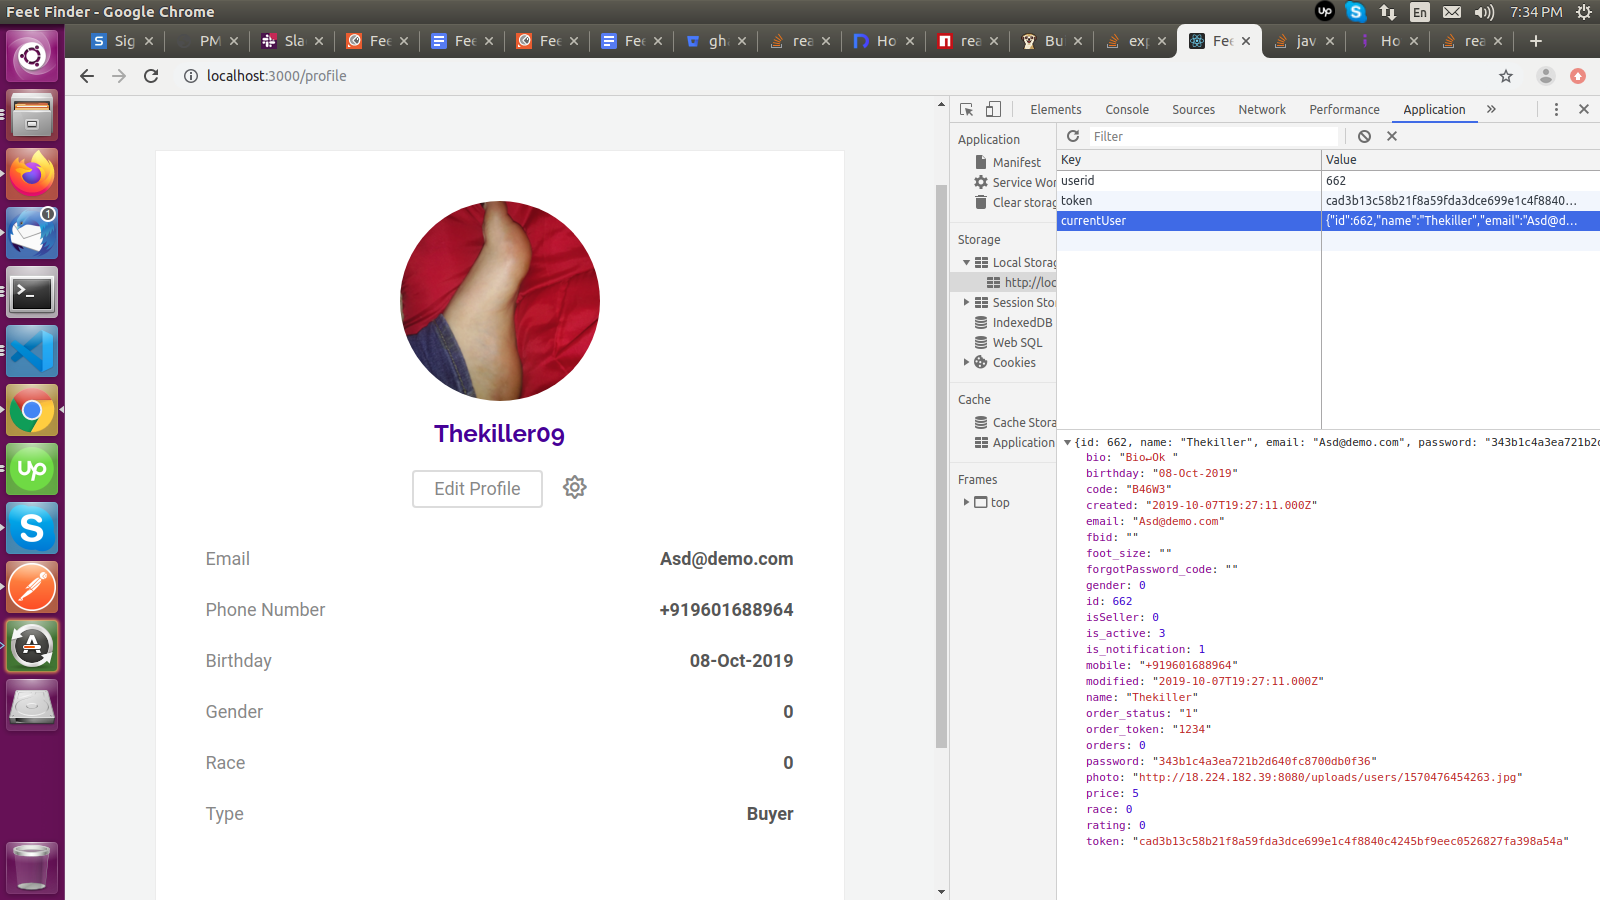 Feet Finder - Google Chrome
En
7:34 PM
Sig
PM
Sla
Fee
Fee
Fee
Fee
gh
rea
Ho
rea
Bu
exp
Fee
jav
Ho
rea
localhost:3000/profile
Thekiller09
Edit Profile
Email Asd@demo.com
Phone Number +919601688964
Birthday 08-Oct-2019
Gender 0
Race 0
Type Buyer
Elements Console Sources Network Performance Application »
Application
Manifest
Service Wor
Clear storag
Storage
Local Storag
http://loc
Session Sto
IndexedDB
Web SQL
Cookies
Cache
Cache Stora
Application
Frames
top
Filter
Key Value
userid 662
token cad3b13c58b21f8a59fda3dce699e1c4f8840...
currentUser {"id":662,"name":"Thekiller","email":"Asd@d...
{id: 662, name: "Thekiller", email: "Asd@demo.com", password: "343b1c4a3ea721b2d
bio: "Bio↵Ok "
birthday: "08-Oct-2019"
code: "B46W3"
created: "2019-10-07T19:27:11.000Z"
email: "Asd@demo.com"
fbid: ""
foot_size: ""
forgotPassword_code: ""
gender: 0
id: 662
isSeller: 0
is_active: 3
is_notification: 1
mobile: "+919601688964"
modified: "2019-10-07T19:27:11.000Z"
name: "Thekiller"
order_status: "1"
order_token: "1234"
orders: 0
password: "343b1c4a3ea721b2d640fc8700db0f36"
photo: "http://18.224.182.39:8080/uploads/users/1570476454263.jpg"
price: 5
race: 0
rating: 0
token: "cad3b13c58b21f8a59fda3dce699e1c4f8840c4245bf9eec0526827fa398a54a"